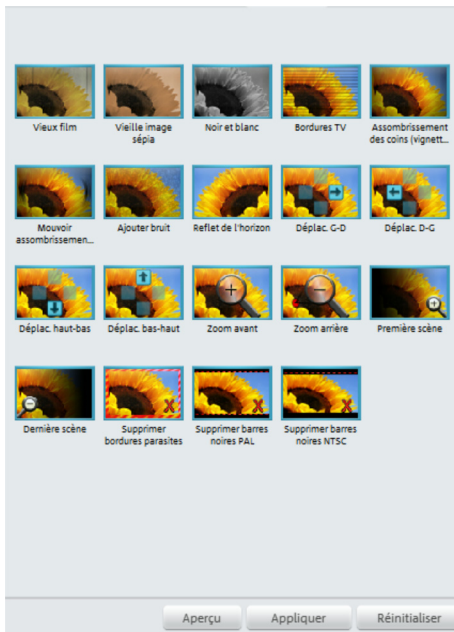 Vieux film
Vieille image
sépia
Noir et blanc
Bordures TV
Assombrissement
des coins (vignett...
Mouvoir
assombrissemen...
Ajouter bruit
Reflet de l'horizon
Déplac. G-D
Déplac. D-G
Déplac. haut-bas
Déplac. bas-haut
Zoom avant
Zoom arrière
Première scène
Dernière scène
Supprimer
bordures parasites
Supprimer barres
noires PAL
Supprimer barres
noires NTSC
Aperçu
Appliquer
Réinitialiser